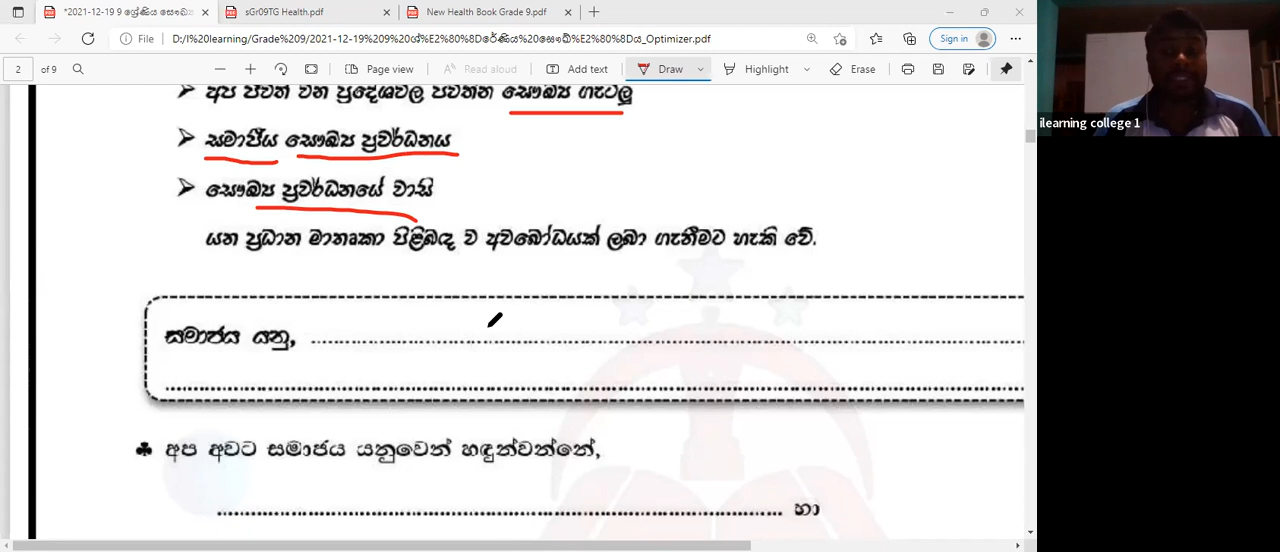 *2021-12-19 9 ශ්‍රේණිය සෞඛ්‍ය
sGr09TG Health.pdf
New Health Book Grade 9.pdf
File
D:/I%20learning/Grade%209/2021-12-19%209%20ශ්%E2%80%8Dරේණිය%20සෞඛ්%E2%80%8Dය_Optimizer.pdf
Sign in
2 of 9
Page view
Read aloud
Add text
Draw
Highlight
Erase
අප ජීවත් වන ප්‍රදේශවල පවතින සෞඛ්‍ය ගැටලු
සමාජීය සෞඛ්‍ය ප්‍රවර්ධනය
සෞඛ්‍ය ප්‍රවර්ධනයේ වාසි
යන ප්‍රධාන මාතෘකා පිළිබඳ ව අවබෝධයක් ලබා ගැනීමට හැකි වේ.
සමාජය යනු, ................................................
................................................
අප අවට සමාජය යනුවෙන් හඳුන්වන්නේ,
................................................ හා
ilearning college 1